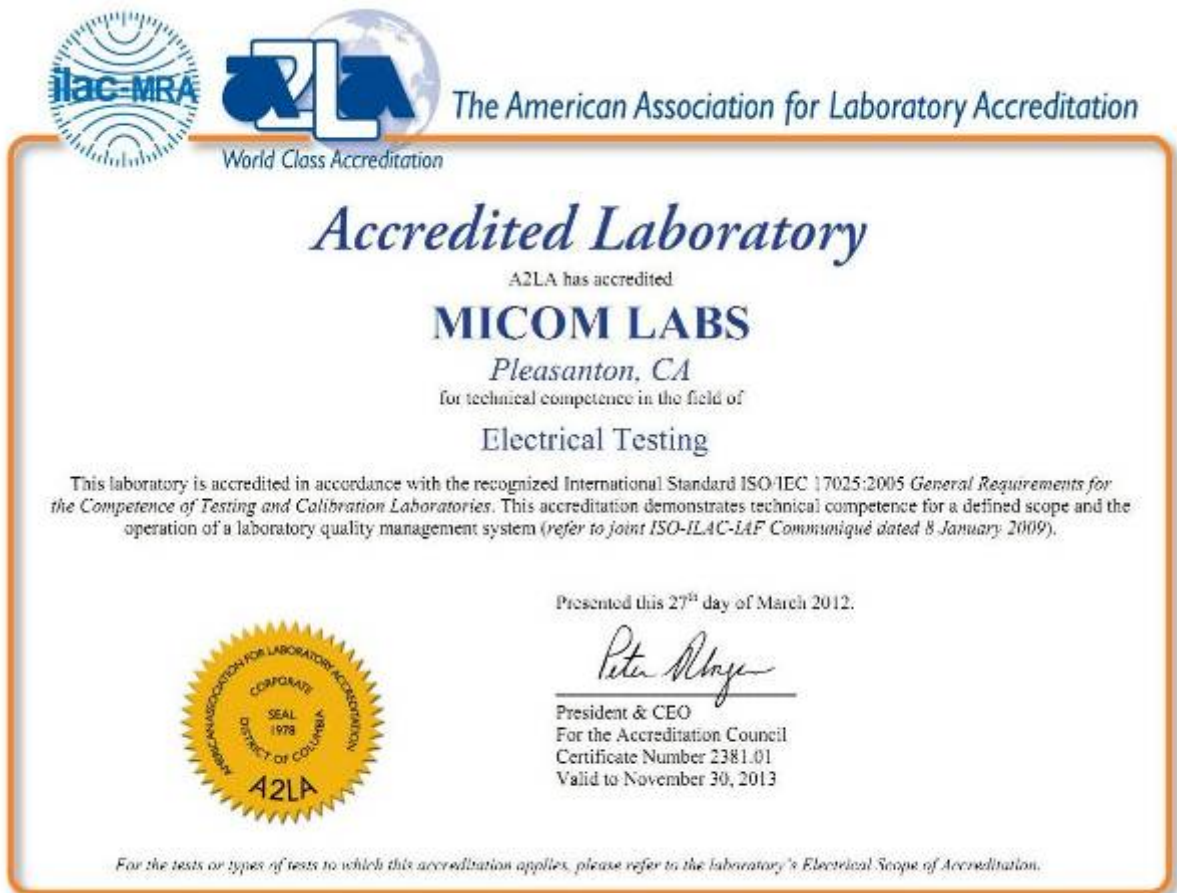 ilac-MRA
A2LA
The American Association for Laboratory Accreditation
World Class Accreditation
Accredited Laboratory
A2LA has accredited
MICOM LABS
Pleasanton, CA
for technical competence in the field of
Electrical Testing
This laboratory is accredited in accordance with the recognized International Standard ISO/IEC 17025:2005 General Requirements for
the Competence of Testing and Calibration Laboratories. This accreditation demonstrates technical competence for a defined scope and the
operation of a laboratory quality management system (refer to joint ISO-ILAC-IAF Communiqué dated 8 January 2009).
Presented this 27th day of March 2012.
Peter
President & CEO
For the Accreditation Council
Certificate Number 2381.01
Valid to November 30, 2013
AMERICAN ASSOCIATION FOR LABORATORY ACCREDITATION
CORPORATE
SEAL
1978
DISTRICT OF COLUMBIA
A2LA
For the tests or types of tests to which this accreditation applies, please refer to the laboratory's Electrical Scope of Accreditation.